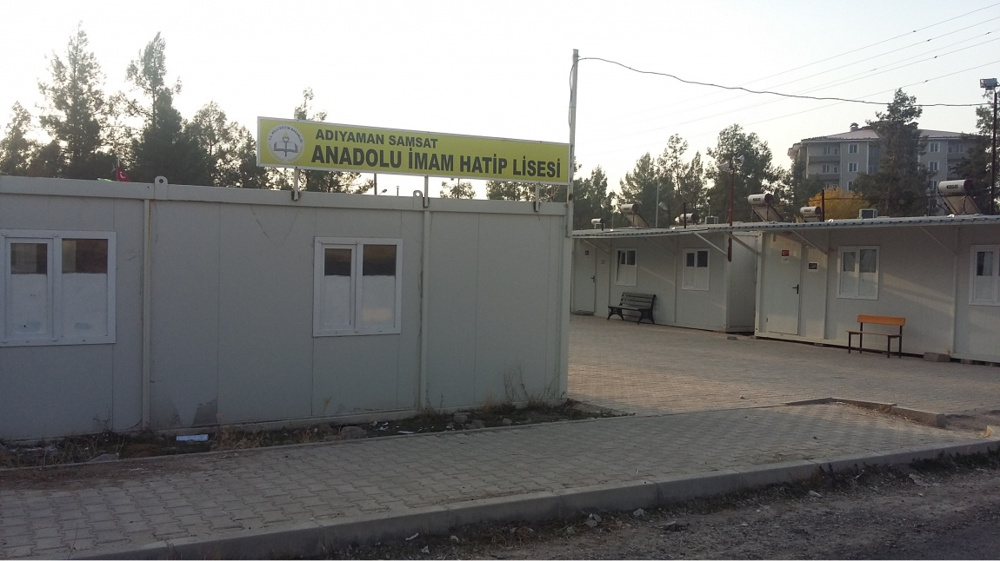 ADIYAMAN SAMSAT
ANADOLU İMAM HATİP LİSESİ